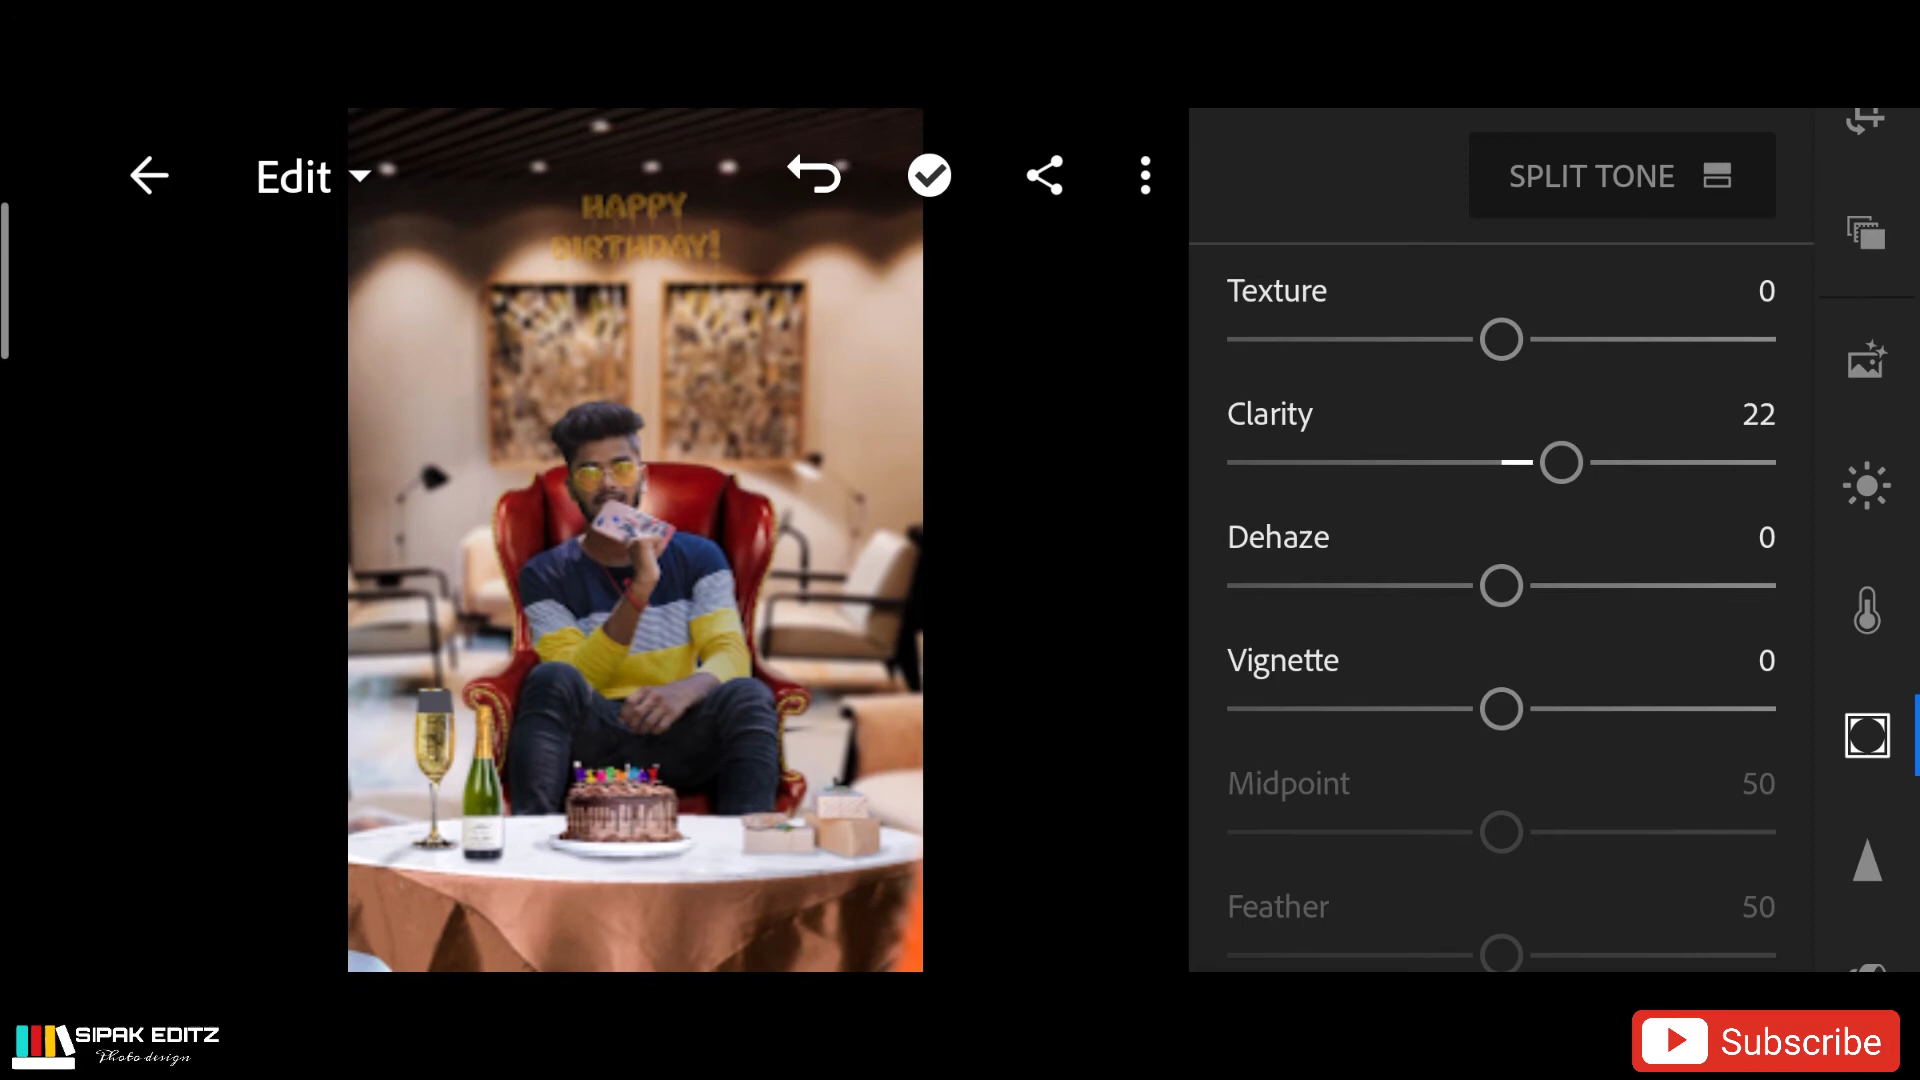 Edit
SPLIT TONE
HAPPY
BIRTHDAY!
Texture 0
Clarity 22
Dehaze 0
Vignette 0
Midpoint 50
Feather 50
BIRTHDAY
SIPAK EDITZ
Photo design
Subscribe